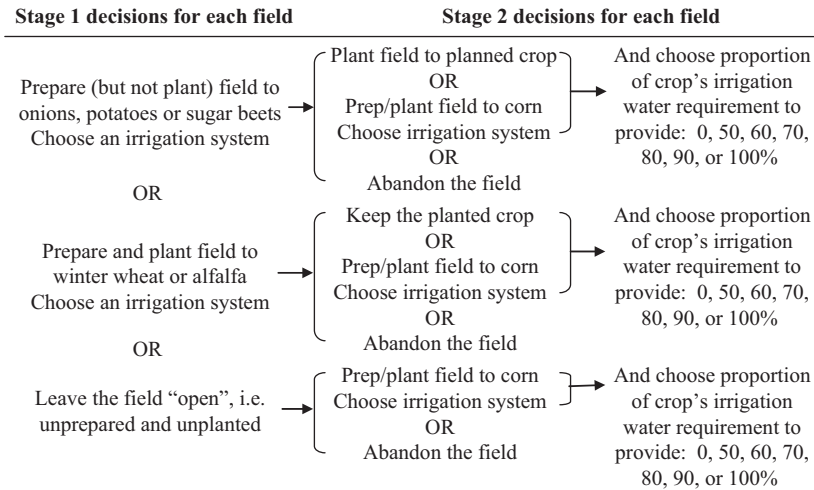 Stage 1 decisions for each field
Stage 2 decisions for each field
Prepare (but not plant) field to
onions, potatoes or sugar beets
Choose an irrigation system
Plant field to planned crop
OR
Prep/plant field to corn
Choose irrigation system
OR
Abandon the field
And choose proportion
of crop's irrigation
water requirement to
provide: 0, 50, 60, 70,
80, 90, or 100%
OR
Prepare and plant field to
winter wheat or alfalfa
Choose an irrigation system
Keep the planted crop
OR
Prep/plant field to corn
Choose irrigation system
OR
Abandon the field
And choose proportion
of crop's irrigation
water requirement to
provide: 0, 50, 60, 70,
80, 90, or 100%
OR
Leave the field “open”, i.e.
unprepared and unplanted
Prep/plant field to corn
Choose irrigation system
OR
Abandon the field
And choose proportion
of crop's irrigation
water requirement to
provide: 0, 50, 60, 70,
80, 90, or 100%